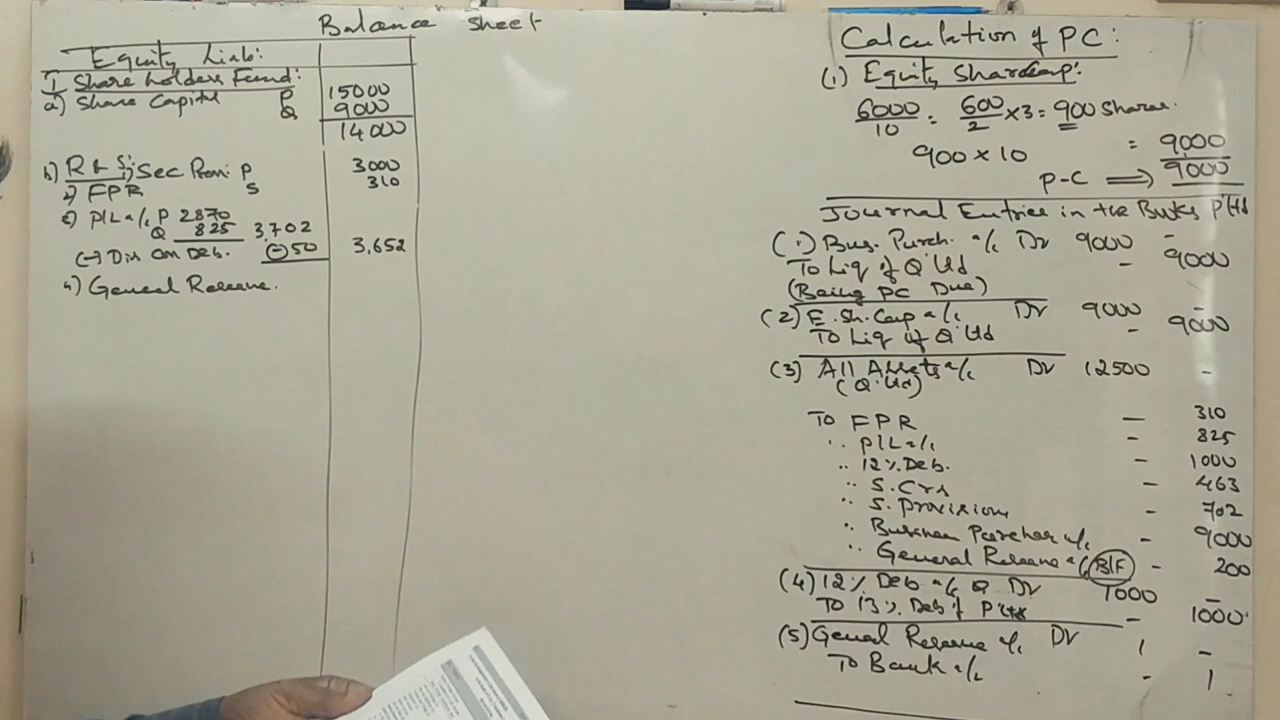 Balance Sheet
Equity Liab:
I Share holders Fund:
a) Share Capital P 15000
Q 9000
14000
b) R & S: 1) Sec Prem: P 3000
2) FPR S 310
3) P/L a/c P 2870
Q 825 3,702
(-) Dis on Deb. (-) 50 3,652
4) General Reserve.
Calculation of PC:
(1) Equity Sharecap:
6000/10 = 600/2 ×3 = 900 Shares.
900 × 10 = 9,000
P-C ⟹ 9000
Journal Entries in the Books P Ltd
(1) Bus. Purch. a/c Dr 9000 -
To Liq of Q Ltd - 9000
(Being PC Due)
(2) E. Sh. Cap a/c Dr 9000 -
To Liq of Q Ltd - 9000
(3) All Assets a/c Dr 12500 -
(Q Ltd)
To FPR - 310
" P/L a/c - 825
" 12% Deb. - 1000
" S. Crs - 463
" S. Provision - 702
" Business Purchase a/c - 9000
" General Reserve a/c B/F - 200
(4) 12% Deb a/c Q Dr 1000 -
To 13% Deb of P Ltd - 1000
(5) General Reserve a/c Dr 1 -
To Bank a/c - 1